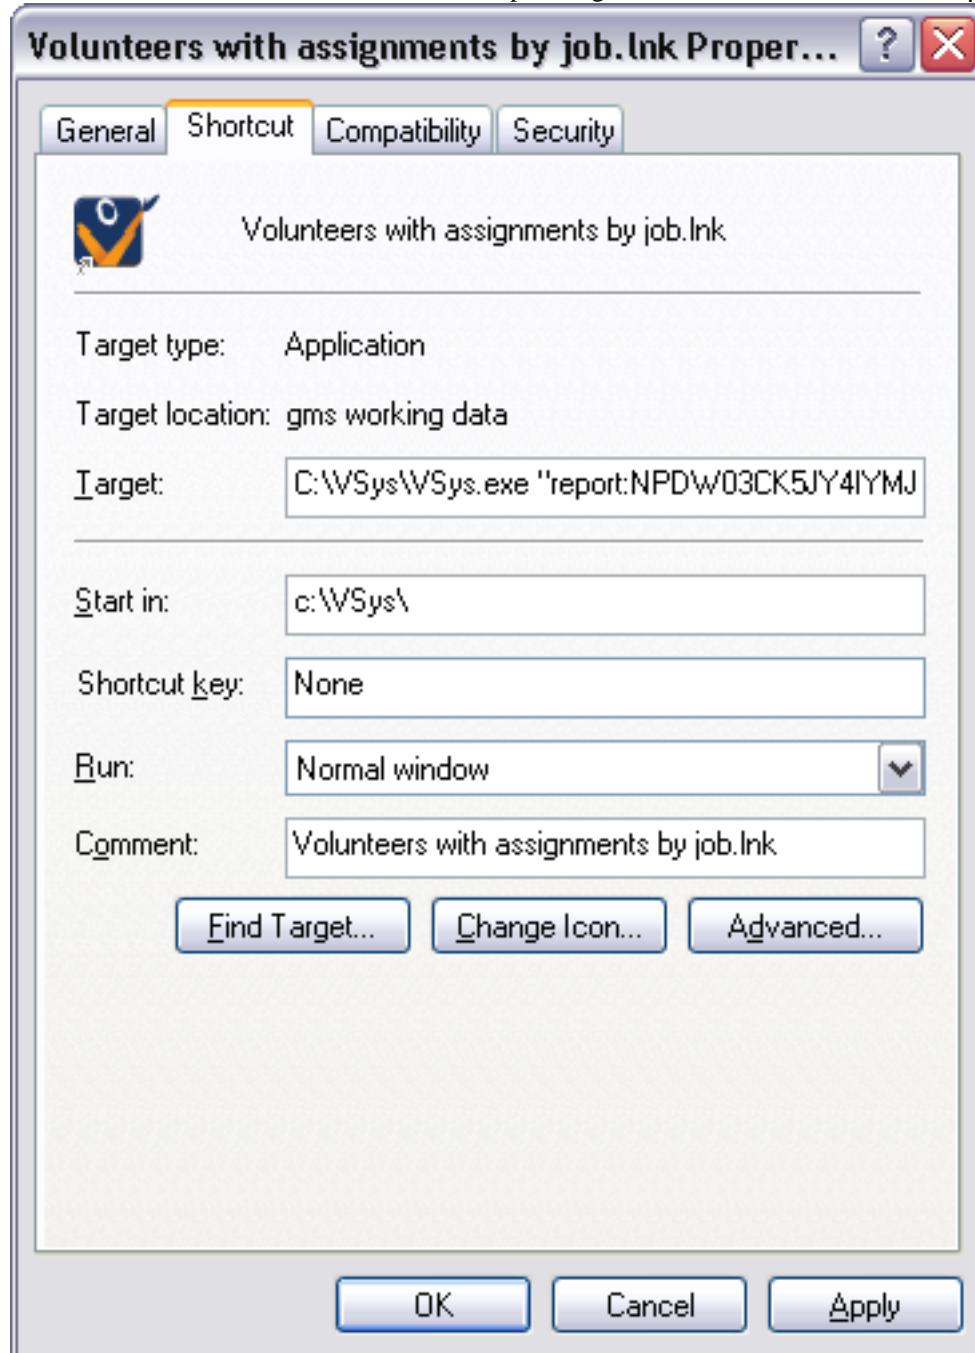 Volunteers with assignments by job.lnk Proper... ?
General Shortcut Compatibility Security
Volunteers with assignments by job.lnk
Target type: Application
Target location: gms working data
Target: C:\VSys\VSys.exe "report:NPDW03CK5JY4IYMJ
Start in: c:\VSys\
Shortcut key: None
Run: Normal window
Comment: Volunteers with assignments by job.lnk
Find Target... Change Icon... Advanced...
OK Cancel Apply